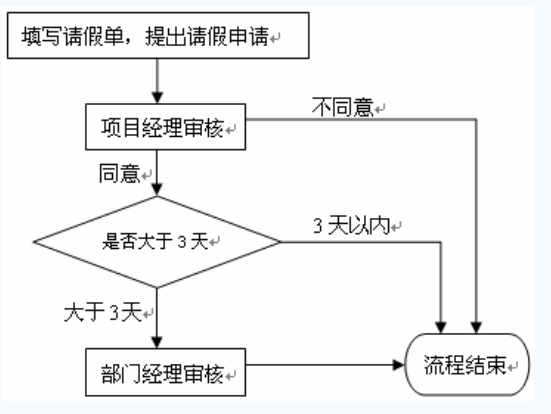 填写请假单，提出请假申请↵
项目经理审核↵
不同意↵
同意↵
是否大于3天↵
3天以内↵
大于3天↵
部门经理审核↵
流程结束↵